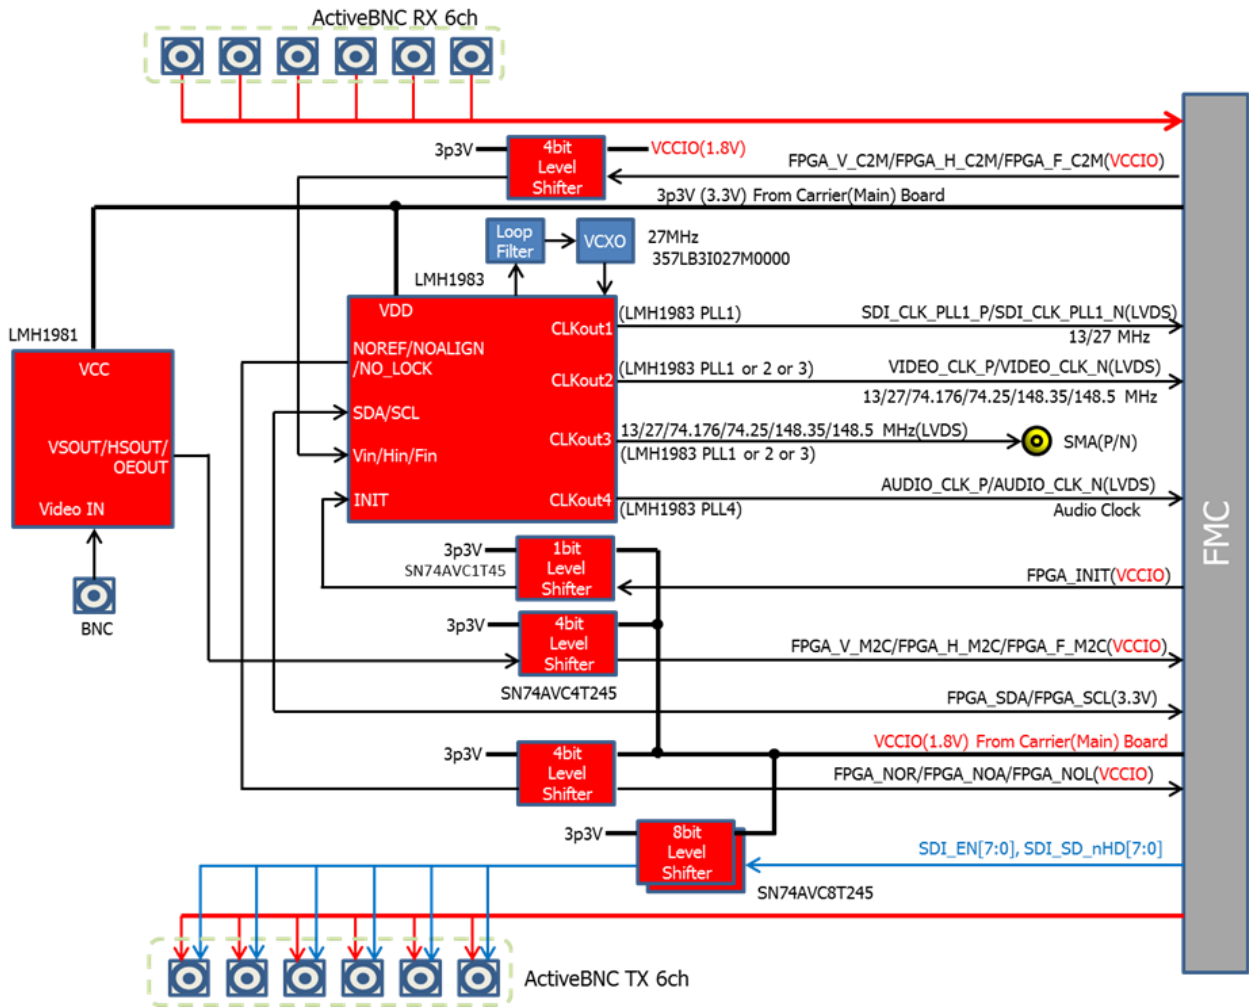 ActiveBNC RX 6ch
3p3V
4bit
Level
Shifter
VCCIO(1.8V)
FPGA_V_C2M/FPGA_H_C2M/FPGA_F_C2M(VCCIO)
3p3V (3.3V) From Carrier(Main) Board
Loop
Filter
VCXO
27MHz
357LB3I027M0000
LMH1983
VDD
NOREF/NOALIGN
/NO_LOCK
SDA/SCL
Vin/Hin/Fin
INIT
CLKout1
CLKout2
CLKout3
CLKout4
(LMH1983 PLL1)
SDI_CLK_PLL1_P/SDI_CLK_PLL1_N(LVDS)
13/27 MHz
(LMH1983 PLL1 or 2 or 3)
VIDEO_CLK_P/VIDEO_CLK_N(LVDS)
13/27/74.176/74.25/148.35/148.5 MHz
13/27/74.176/74.25/148.35/148.5 MHz(LVDS)
(LMH1983 PLL1 or 2 or 3)
SMA(P/N)
AUDIO_CLK_P/AUDIO_CLK_N(LVDS)
(LMH1983 PLL4)
Audio Clock
LMH1981
VCC
VSOUT/HSOUT/
OEOUT
Video IN
BNC
3p3V
SN74AVC1T45
1bit
Level
Shifter
FPGA_INIT(VCCIO)
3p3V
4bit
Level
Shifter
SN74AVC4T245
FPGA_V_M2C/FPGA_H_M2C/FPGA_F_M2C(VCCIO)
FPGA_SDA/FPGA_SCL(3.3V)
VCCIO(1.8V) From Carrier(Main) Board
3p3V
4bit
Level
Shifter
FPGA_NOR/FPGA_NOA/FPGA_NOL(VCCIO)
3p3V
8bit
Level
Shifter
SDI_EN[7:0], SDI_SD_nHD[7:0]
SN74AVC8T245
ActiveBNC TX 6ch
FMC